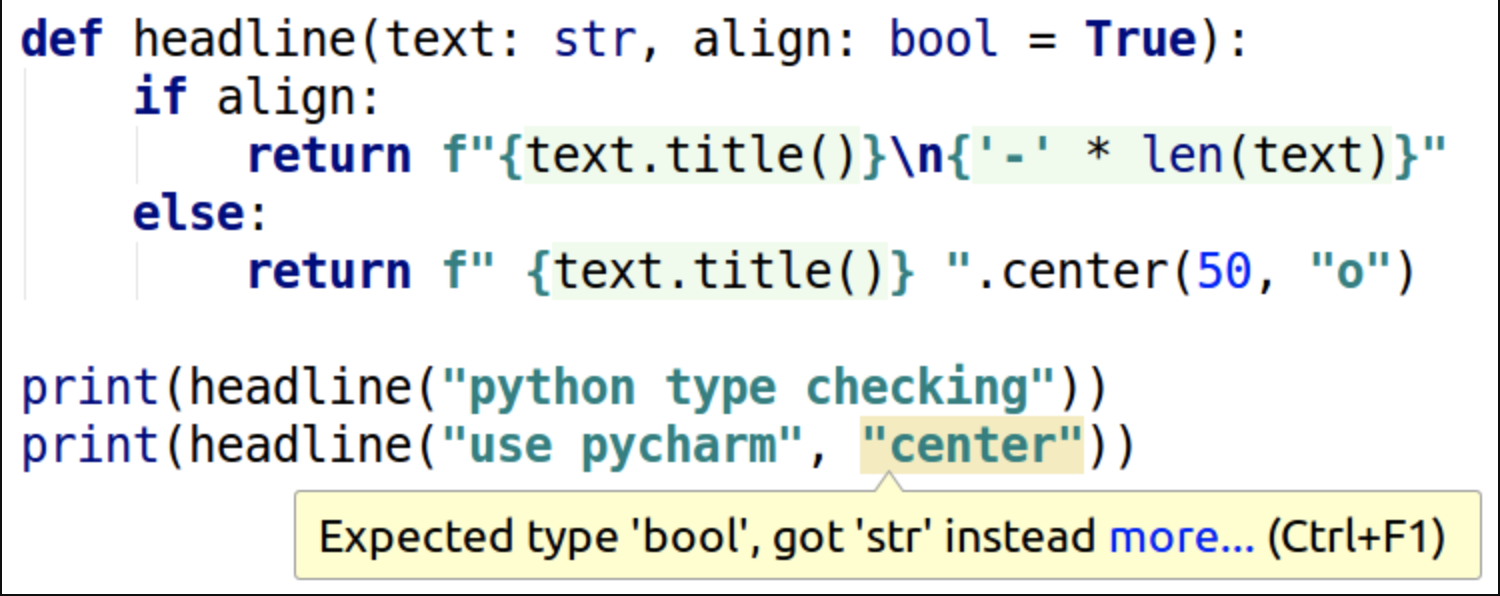 def headline(text: str, align: bool = True):
    if align:
        return f"{text.title()}\n{'-' * len(text)}"
    else:
        return f" {text.title()} ".center(50, "o")

print(headline("python type checking"))
print(headline("use pycharm", "center"))
Expected type 'bool', got 'str' instead more... (Ctrl+F1)